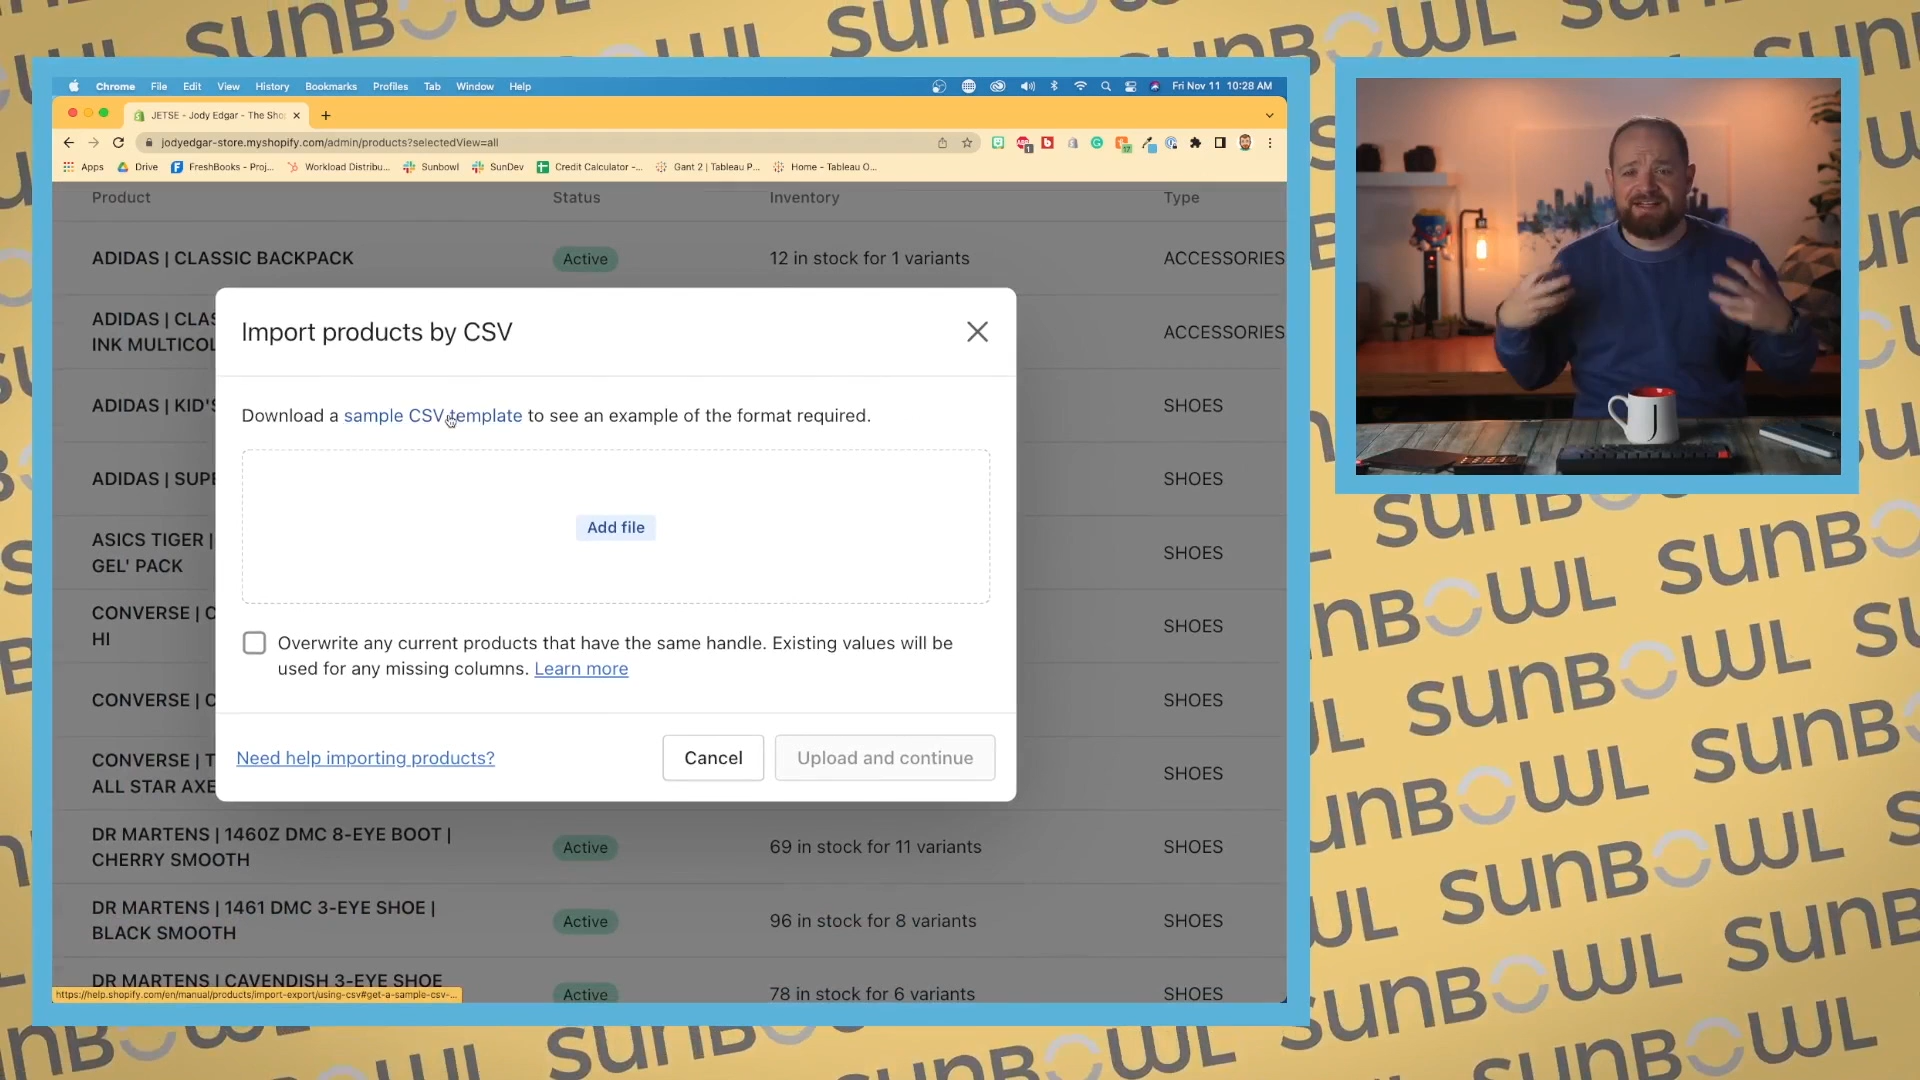 SUNBOWL
Chrome File Edit View History Bookmarks Profiles Tab Window Help Fri Nov 11 10:28 AM
JETSE - Jody Edgar - The Sho
jodyedgar-store.myshopify.com/admin/products?selectedView=all
Apps Drive FreshBooks - Proj... Workload Distribu... Sunbowl SunDev Credit Calculator -... Gant 2 | Tableau P... Home - Tableau O...
Product Status Inventory Type
ADIDAS | CLASSIC BACKPACK Active 12 in stock for 1 variants ACCESSORIES
ADIDAS | CLAS
INK MULTICOL
ACCESSORIES
Import products by CSV
Download a sample CSV template to see an example of the format required.
Add file
Overwrite any current products that have the same handle. Existing values will be
used for any missing columns. Learn more
Need help importing products? Cancel Upload and continue
ADIDAS | KID'S SHOES
ADIDAS | SUPE SHOES
ASICS TIGER |
GEL' PACK
SHOES
CONVERSE | C
HI
SHOES
CONVERSE | C SHOES
CONVERSE | T
ALL STAR AXE
SHOES
DR MARTENS | 1460Z DMC 8-EYE BOOT |
CHERRY SMOOTH
Active 69 in stock for 11 variants SHOES
DR MARTENS | 1461 DMC 3-EYE SHOE |
BLACK SMOOTH
Active 96 in stock for 8 variants SHOES
DR MARTENS | CAVENDISH 3-EYE SHOE
Active 78 in stock for 6 variants SHOES
https://help.shopify.com/en/manual/products/import-export/using-csv#get-a-sample-csv-...
J